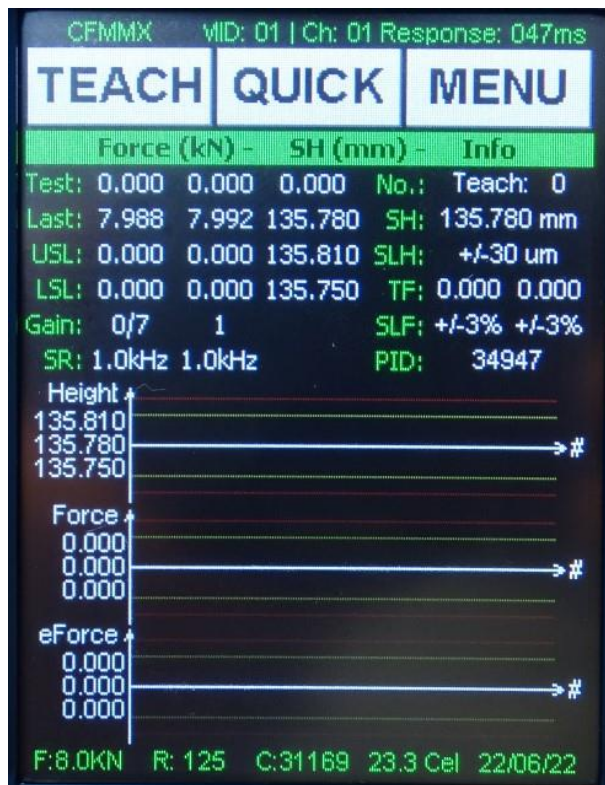 CFMMX MID: 01 | Ch: 01 Response: 047ms
TEACH QUICK MENU
Force (kN) - SH (mm) - Info
Test: 0.000 0.000 0.000 No.: Teach: 0
Last: 7.988 7.992 135.780 SH: 135.780 mm
USL: 0.000 0.000 135.810 SLH: +/-30 um
LSL: 0.000 0.000 135.750 TF: 0.000 0.000
Gain: 0/7 1 SLF: +/-3% +/-3%
SR: 1.0kHz 1.0kHz PID: 34947
Height
135.810
135.780 #
135.750
Force
0.000
0.000 #
0.000
eForce
0.000
0.000 #
0.000
F:8.0KN R: 125 C:31169 23.3 Cel 22/06/22